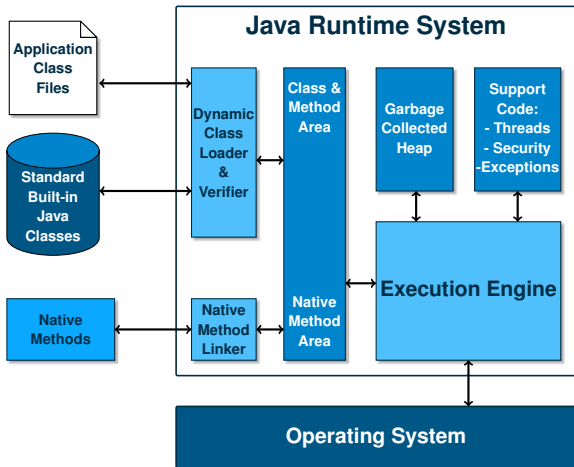 Java Runtime System
Application
Class
Files
Standard
Built-in
Java
Classes
Native
Methods
Dynamic
Class
Loader
&
Verifier
Native
Method
Linker
Class &
Method
Area
Native
Method
Area
Garbage
Collected
Heap
Support
Code:
- Threads
- Security
-Exceptions
Execution Engine
Operating System